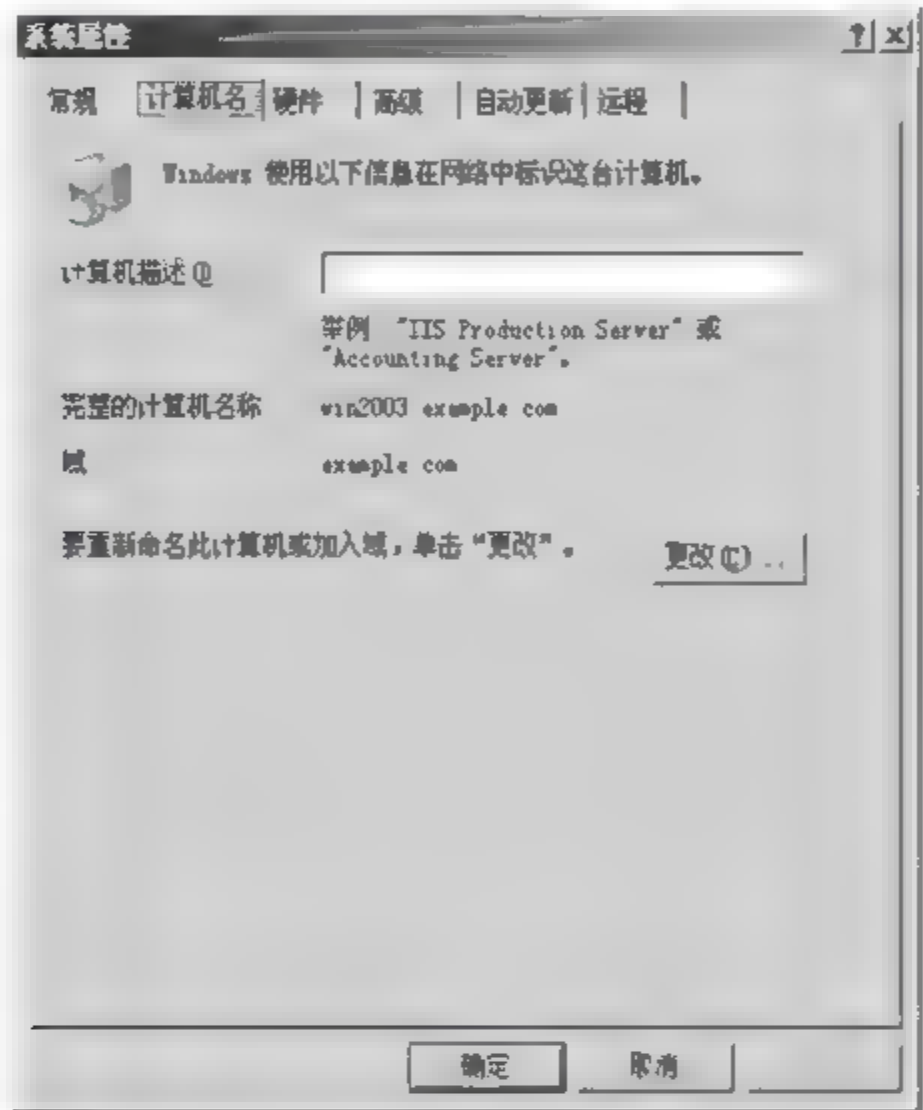 系统属性
常规 计算机名 硬件 高级 自动更新 远程
Windows 使用以下信息在网络中标识这台计算机。
计算机描述(D)
举例 "IIS Production Server" 或
"Accounting Server"。
完整的计算机名称 win2003 example com
域 example com
要重新命名此计算机或加入域，单击“更改”。 更改(C)..
确定 取消